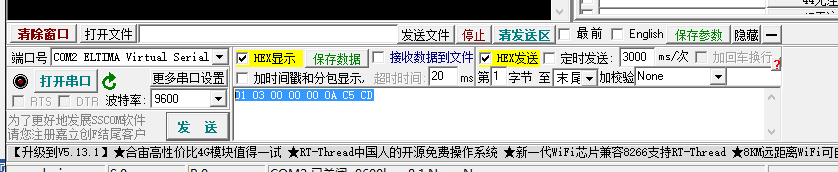 清除窗口 打开文件 发送文件 停止 清发送区 最前 English 保存参数 隐藏 —
端口号 COM2 ELTIMA Virtual Serial HEX显示 保存数据 接收数据到文件 HEX发送 定时发送: 3000 ms/次 加回车换行
打开串口 更多串口设置 加时间戳和分包显示, 超时时间: 20 ms 第 1 字节 至 末尾 加校验 None ?
RTS DTR 波特率: 9600 01 03 00 00 00 0A C5 CD
为了更好地发展SSCOM软件
请您注册嘉立创F结尾客户 发 送
【升级到V5.13.1】★合宙高性价比4G模块值得一试 ★RT-Thread中国人的开源免费操作系统 ★新一代WiFi芯片兼容8266支持RT-Thread ★8KM远距离WiFi可